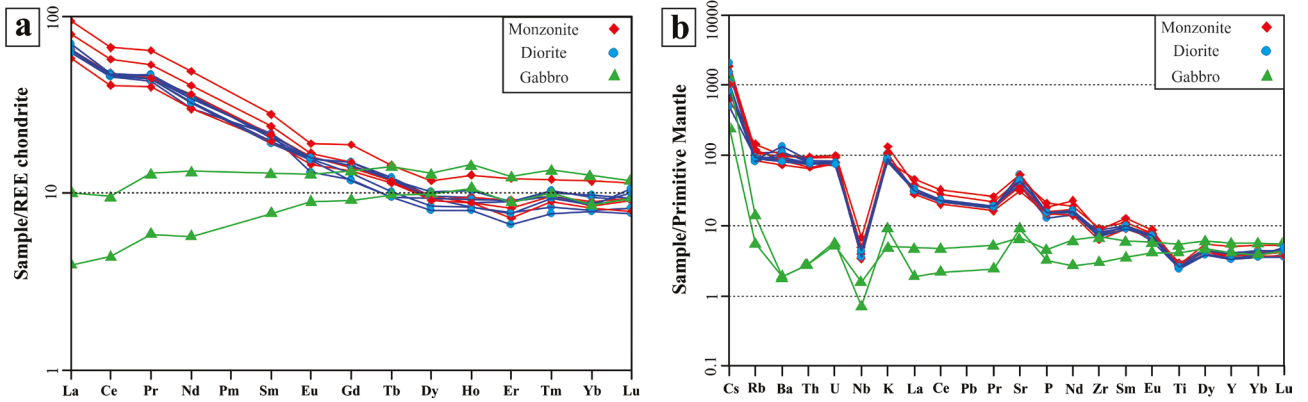 a
Monzonite
Diorite
Gabbro
Sample/REE chondrite
100
10
1
La Ce Pr Nd Pm Sm Eu Gd Tb Dy Ho Er Tm Yb Lu
b
Monzonite
Diorite
Gabbro
Sample/Primitive Mantle
10000
1000
100
10
1
0.1
Cs Rb Ba Th U Nb K La Ce Pb Pr Sr P Nd Zr Sm Eu Ti Dy Y Yb Lu